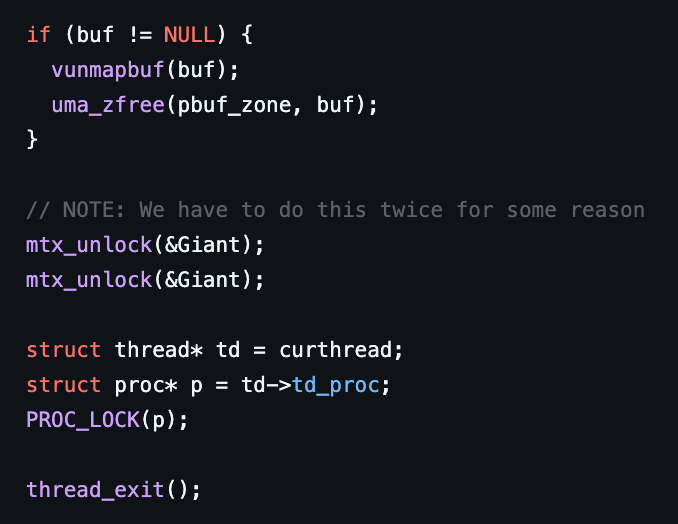 if (buf != NULL) {
  vunmapbuf(buf);
  uma_zfree(pbuf_zone, buf);
}

// NOTE: We have to do this twice for some reason
mtx_unlock(&Giant);
mtx_unlock(&Giant);

struct thread* td = curthread;
struct proc* p = td->td_proc;
PROC_LOCK(p);

thread_exit();